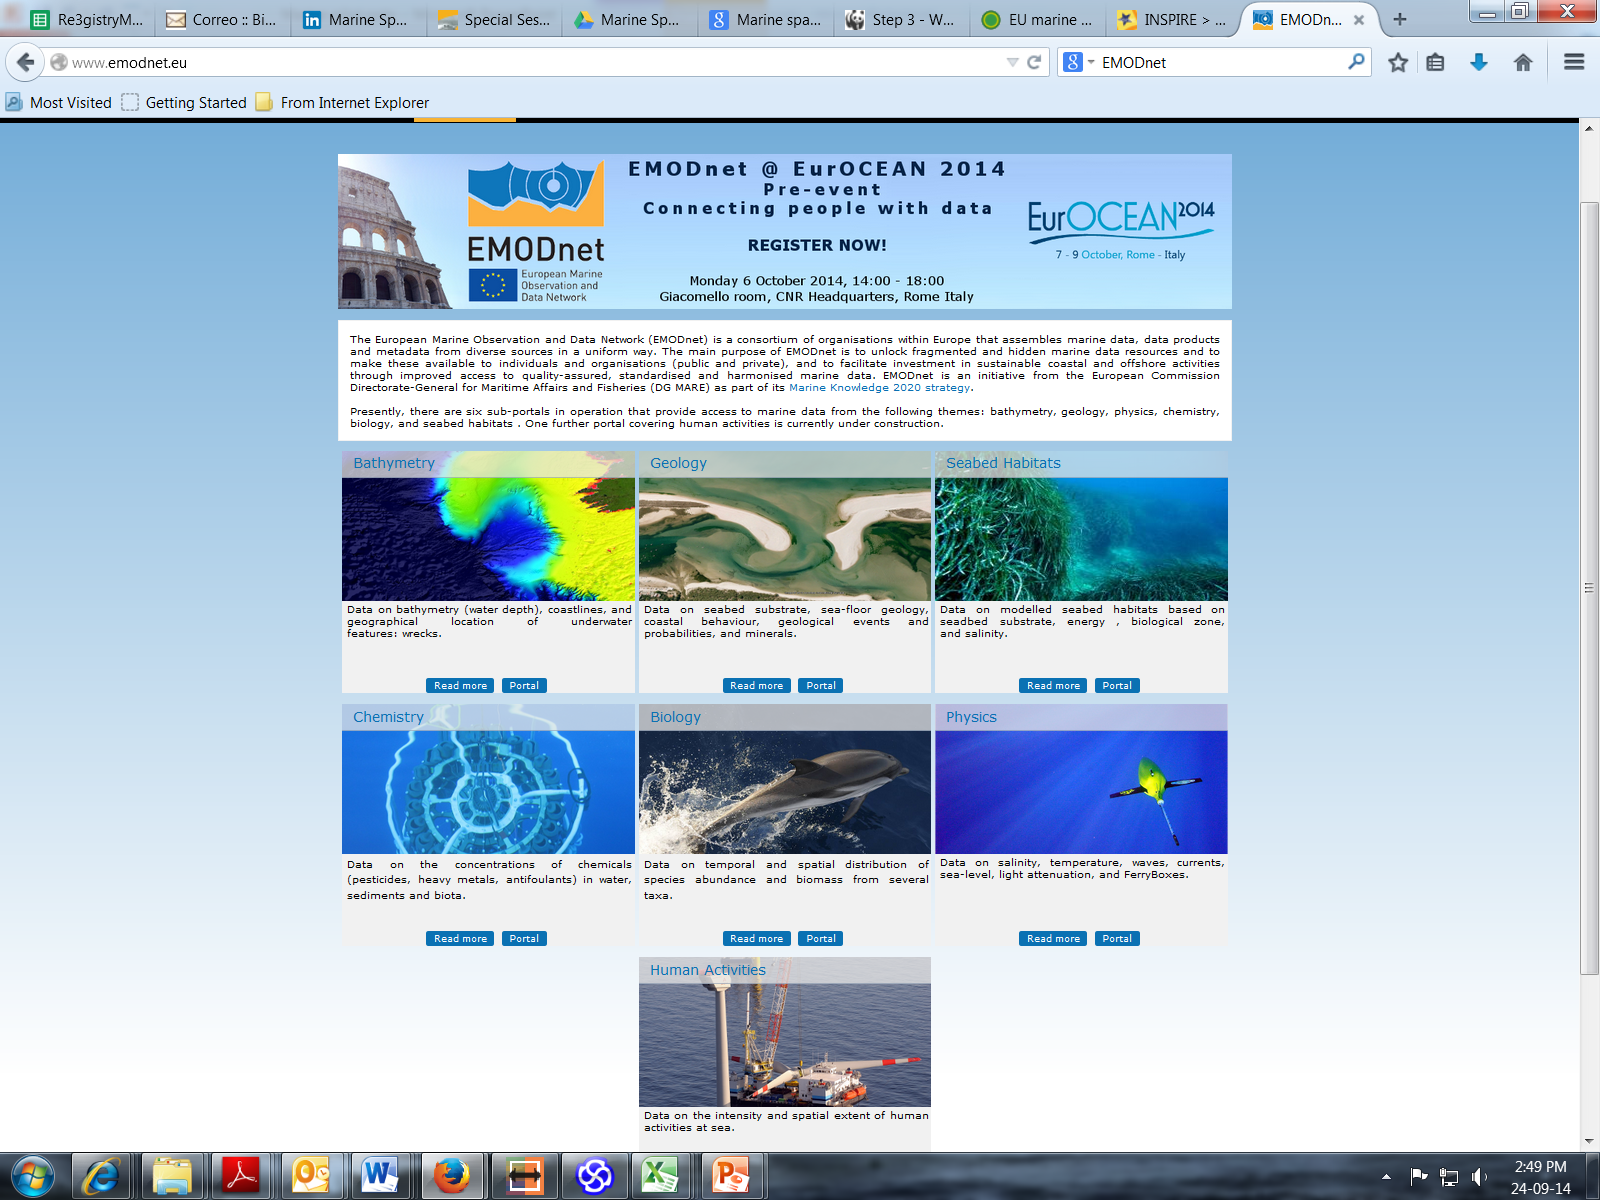 Re3gistryM...
Correo :: Bi...
Marine Sp...
Special Ses...
Marine Sp...
Marine spa...
Step 3 - W...
EU marine ...
INSPIRE > ...
EMODn...
www.emodnet.eu
EMODnet
Most Visited
Getting Started
From Internet Explorer
EMODnet @ EurOCEAN 2014
Pre-event
Connecting people with data
REGISTER NOW!
Monday 6 October 2014, 14:00 - 18:00
Giacomello room, CNR Headquarters, Rome Italy
EMODnet
European Marine
Observation and
Data Network
EurOCEAN 2014
7 - 9 October, Rome - Italy
The European Marine Observation and Data Network (EMODnet) is a consortium of organisations within Europe that assembles marine data, data products
and metadata from diverse sources in a uniform way. The main purpose of EMODnet is to unlock fragmented and hidden marine data resources and to
make these available to individuals and organisations (public and private), and to facilitate investment in sustainable coastal and offshore activities
through improved access to quality-assured, standardised and harmonised marine data. EMODnet is an initiative from the European Commission
Directorate-General for Maritime Affairs and Fisheries (DG MARE) as part of its Marine Knowledge 2020 strategy.
Presently, there are six sub-portals in operation that provide access to marine data from the following themes: bathymetry, geology, physics, chemistry,
biology, and seabed habitats . One further portal covering human activities is currently under construction.
Bathymetry
Data on bathymetry (water depth), coastlines, and
geographical location of underwater
features: wrecks.
Read more Portal
Geology
Data on seabed substrate, sea-floor geology,
coastal behaviour, geological events and
probabilities, and minerals.
Read more Portal
Seabed Habitats
Data on modelled seabed habitats based on
seadbed substrate, energy , biological zone,
and salinity.
Read more Portal
Chemistry
Data on the concentrations of chemicals
(pesticides, heavy metals, antifoulants) in water,
sediments and biota.
Read more Portal
Biology
Data on temporal and spatial distribution of
species abundance and biomass from several
taxa.
Read more Portal
Physics
Data on salinity, temperature, waves, currents,
sea-level, light attenuation, and FerryBoxes.
Read more Portal
Human Activities
Data on the intensity and spatial extent of human
activities at sea.
2:49 PM
24-09-14